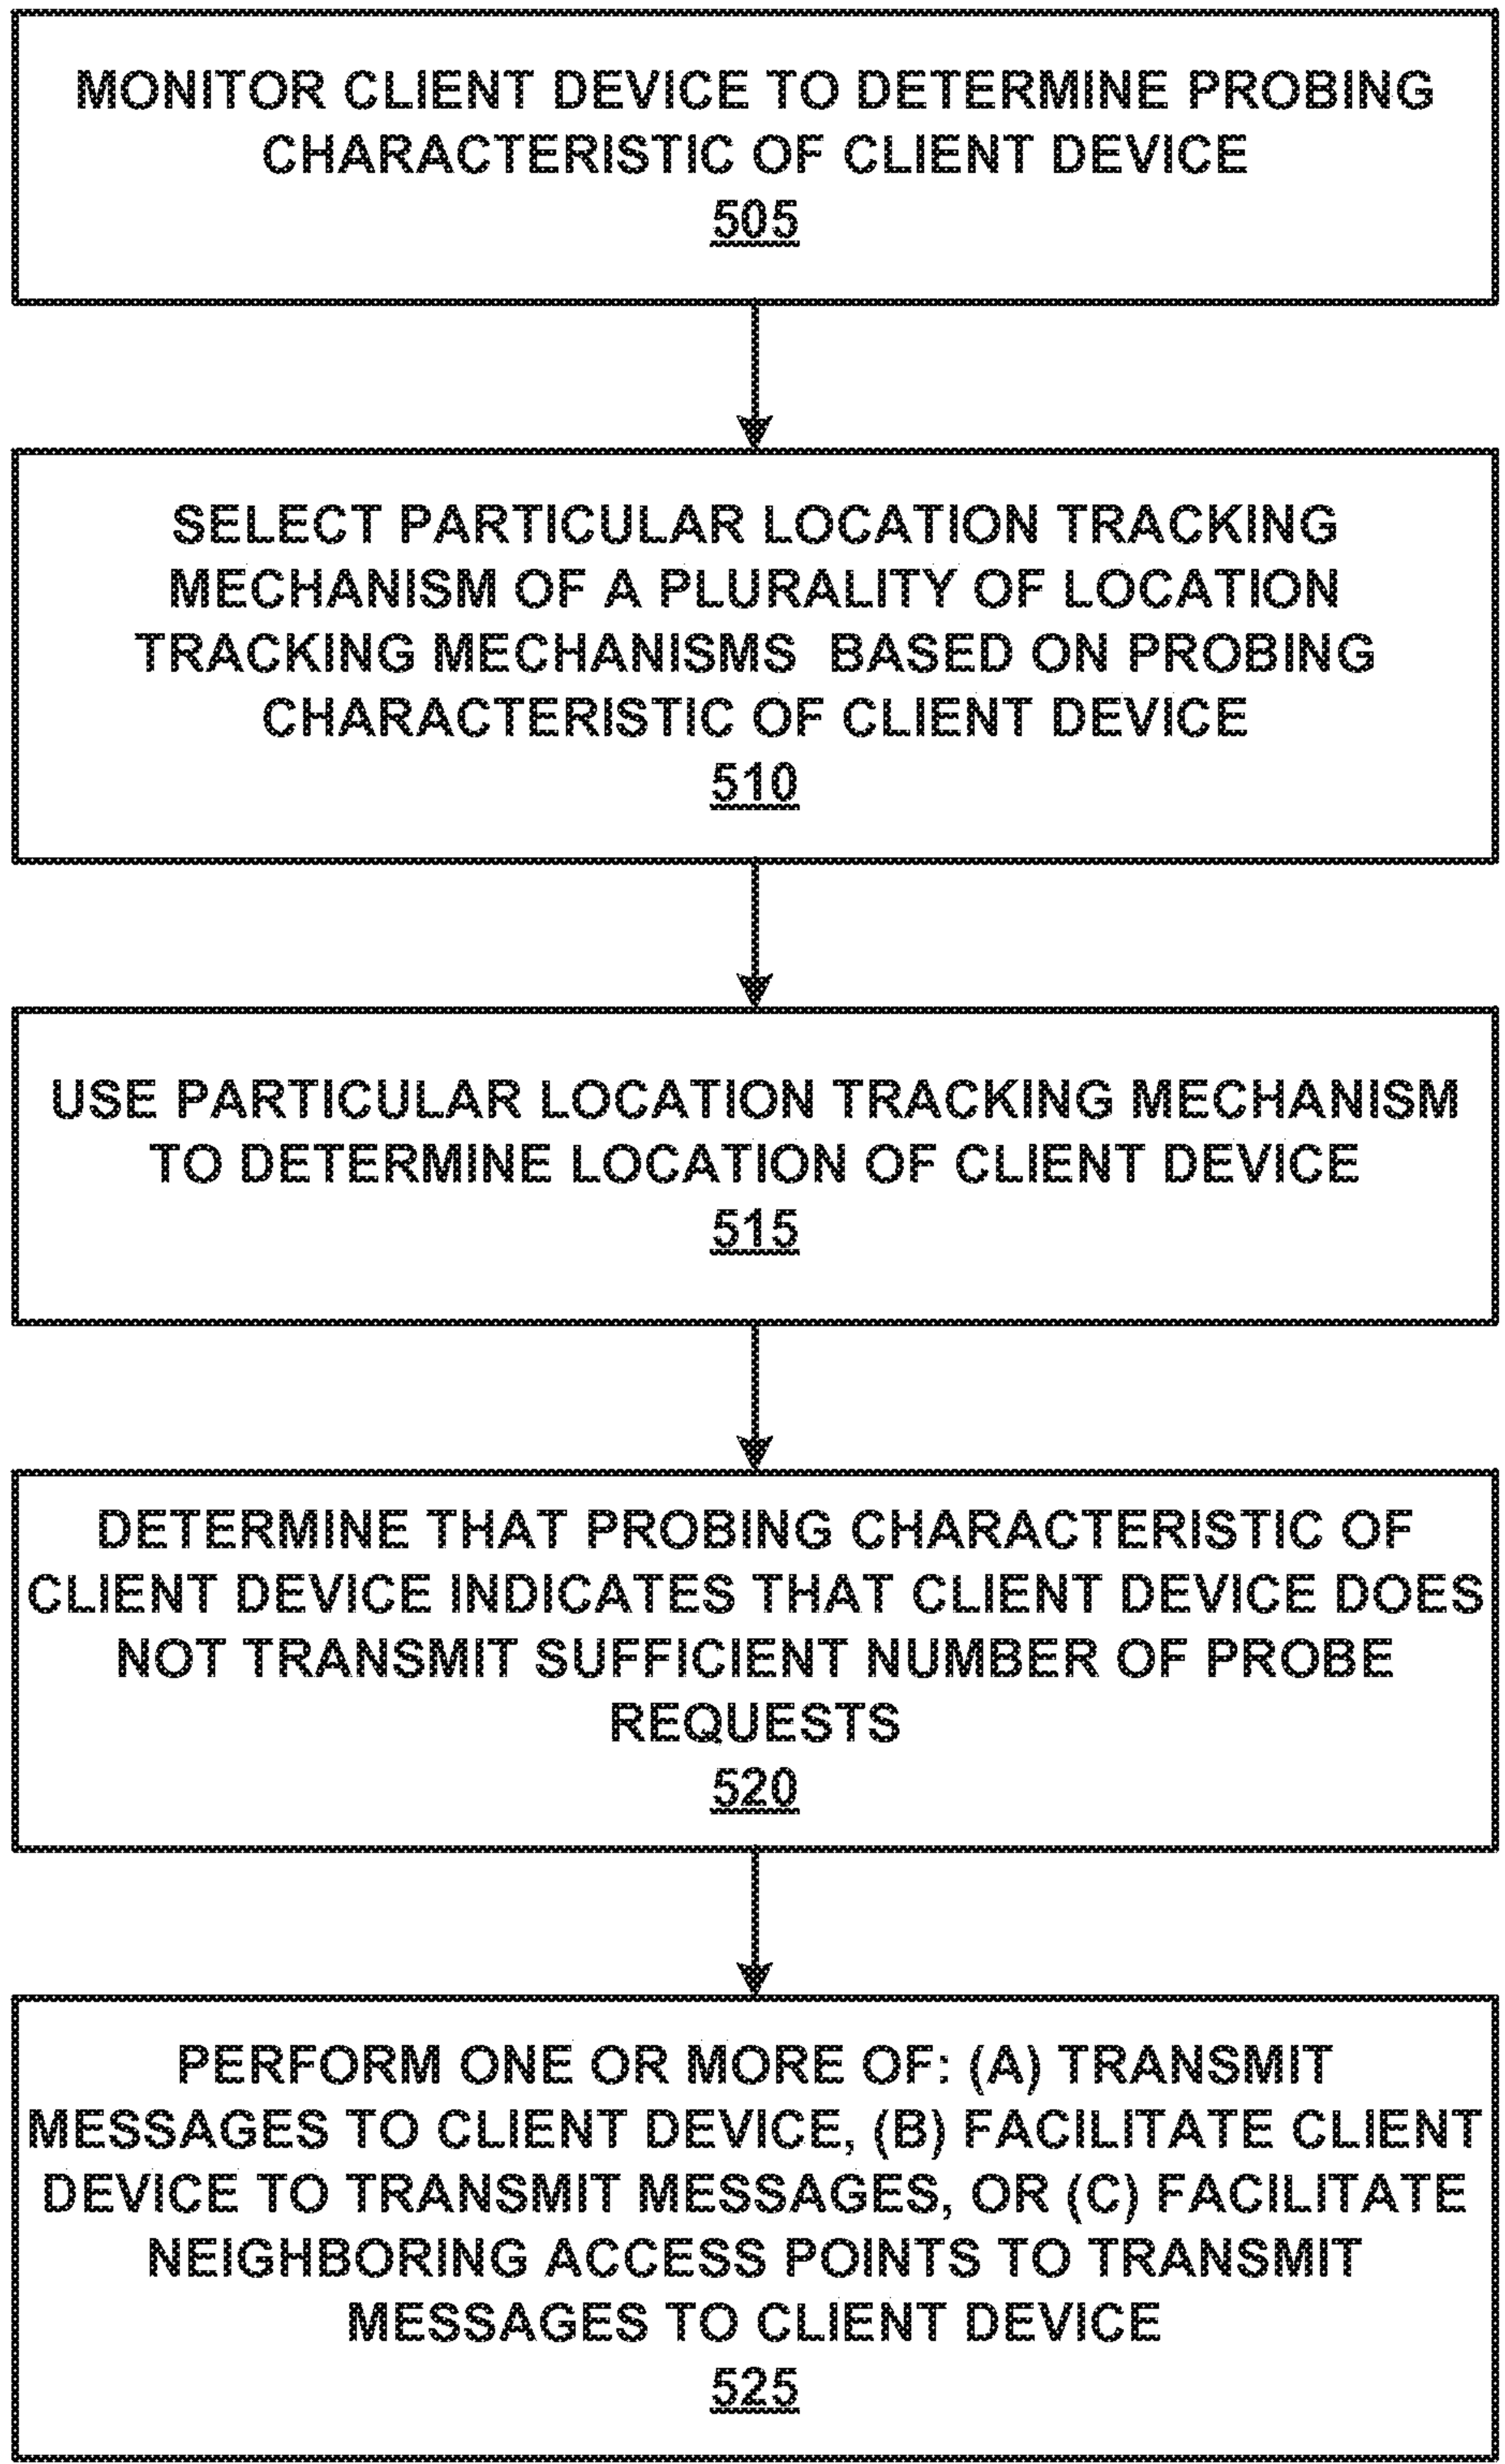 MONITOR CLIENT DEVICE TO DETERMINE PROBING
CHARACTERISTIC OF CLIENT DEVICE
505
SELECT PARTICULAR LOCATION TRACKING
MECHANISM OF A PLURALITY OF LOCATION
TRACKING MECHANISMS BASED ON PROBING
CHARACTERISTIC OF CLIENT DEVICE
510
USE PARTICULAR LOCATION TRACKING MECHANISM
TO DETERMINE LOCATION OF CLIENT DEVICE
515
DETERMINE THAT PROBING CHARACTERISTIC OF
CLIENT DEVICE INDICATES THAT CLIENT DEVICE DOES
NOT TRANSMIT SUFFICIENT NUMBER OF PROBE
REQUESTS
520
PERFORM ONE OR MORE OF: (A) TRANSMIT
MESSAGES TO CLIENT DEVICE, (B) FACILITATE CLIENT
DEVICE TO TRANSMIT MESSAGES, OR (C) FACILITATE
NEIGHBORING ACCESS POINTS TO TRANSMIT
MESSAGES TO CLIENT DEVICE
525